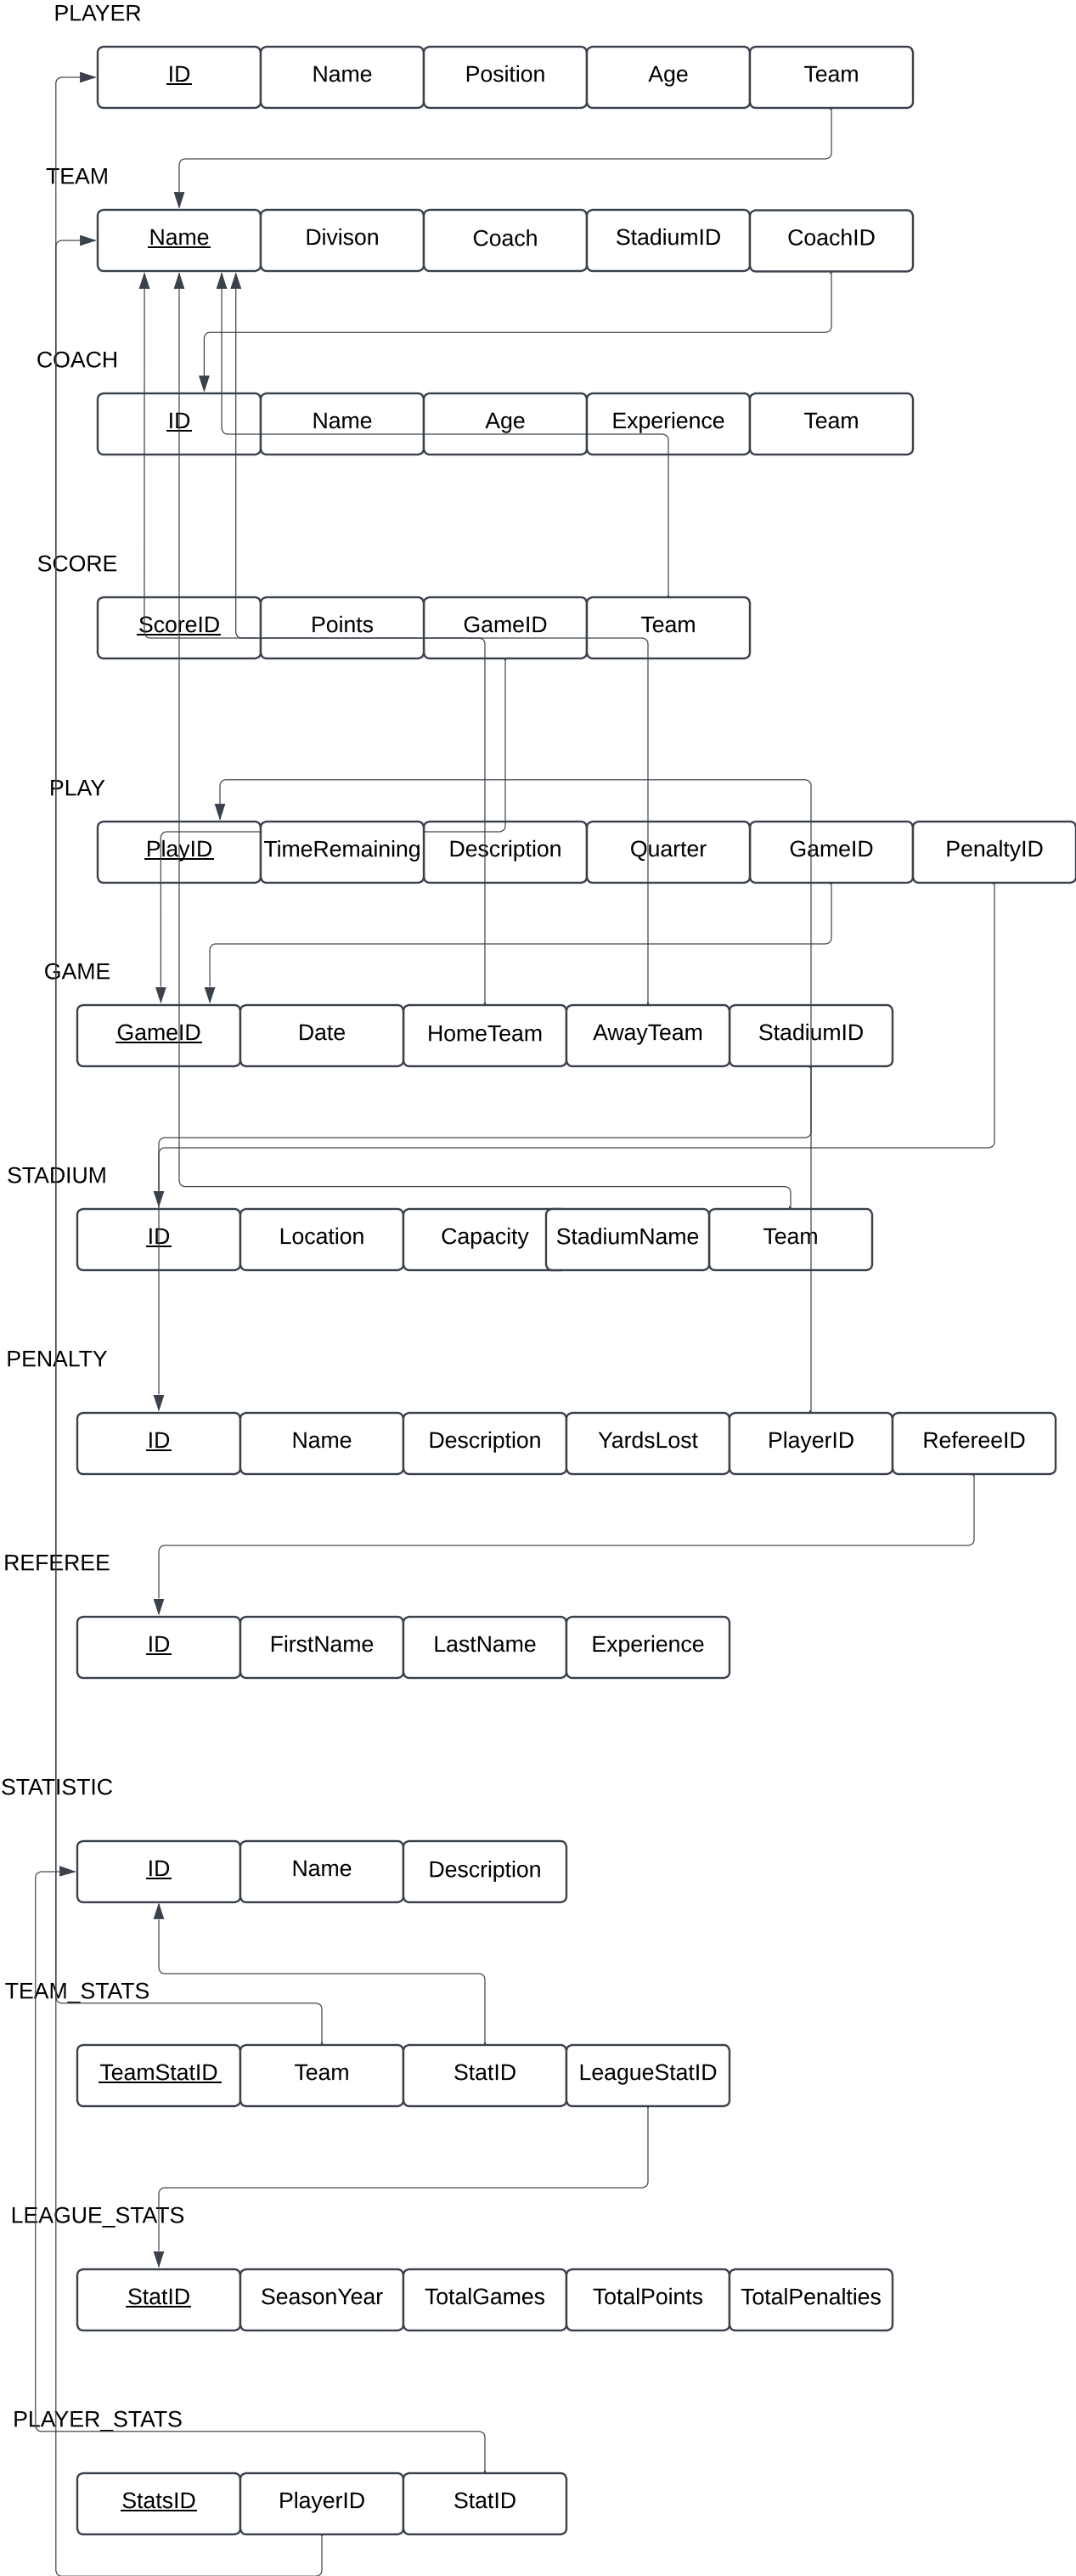 PLAYER
ID Name Position Age Team
TEAM
Name Divison Coach StadiumID CoachID
COACH
ID Name Age Experience Team
SCORE
ScoreID Points GameID Team
PLAY
PlayID TimeRemaining Description Quarter GameID PenaltyID
GAME
GameID Date HomeTeam AwayTeam StadiumID
STADIUM
ID Location Capacity StadiumName Team
PENALTY
ID Name Description YardsLost PlayerID RefereeID
REFEREE
ID FirstName LastName Experience
STATISTIC
ID Name Description
TEAM_STATS
TeamStatID Team StatID LeagueStatID
LEAGUE_STATS
StatID SeasonYear TotalGames TotalPoints TotalPenalties
PLAYER_STATS
StatsID PlayerID StatID